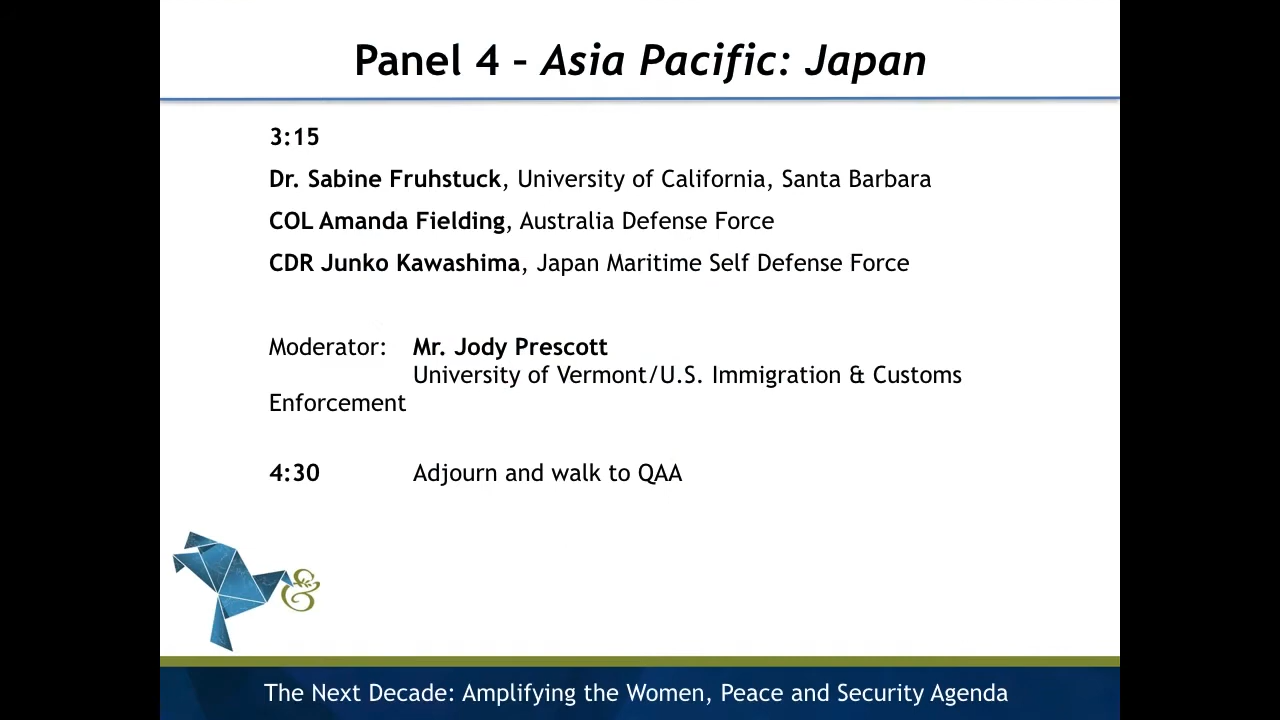 Panel 4 – Asia Pacific: Japan
3:15
Dr. Sabine Fruhstuck, University of California, Santa Barbara
COL Amanda Fielding, Australia Defense Force
CDR Junko Kawashima, Japan Maritime Self Defense Force
Moderator: Mr. Jody Prescott
University of Vermont/U.S. Immigration & Customs
Enforcement
4:30 Adjourn and walk to QAA
&
The Next Decade: Amplifying the Women, Peace and Security Agenda